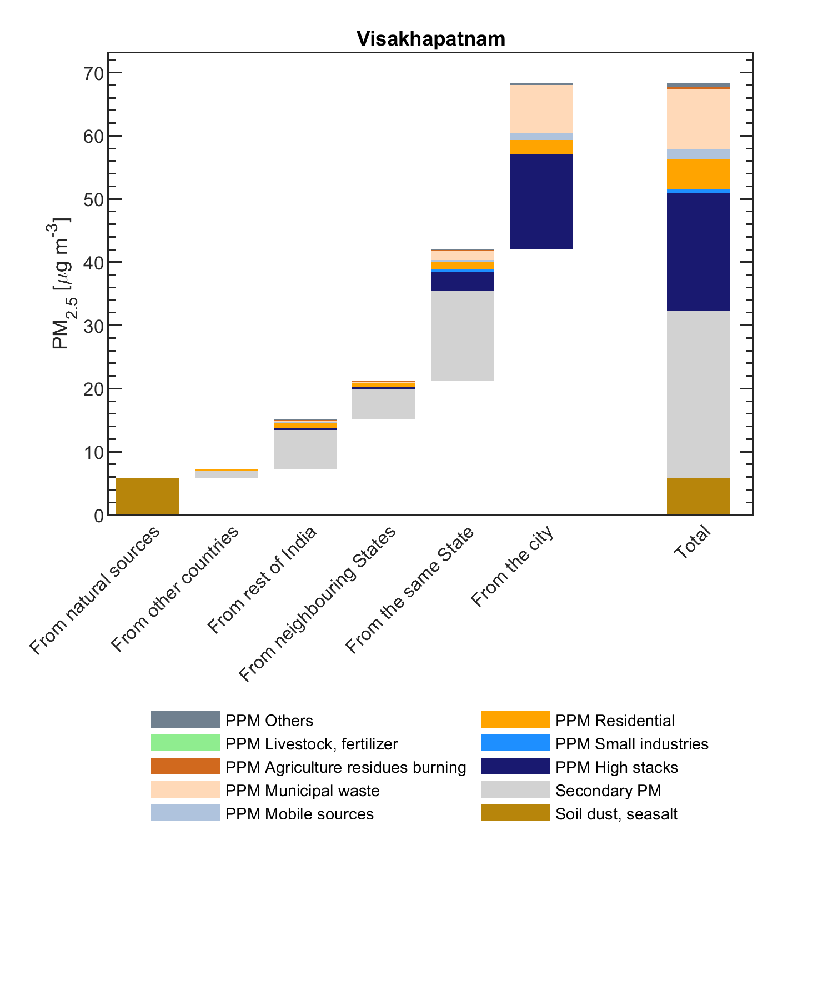 Visakhapatnam
70
60
50
40
30
20
10
0
PM2.5 [μg m-3]
From natural sources
From other countries
From rest of India
From neighbouring States
From the same State
From the city
Total
PPM Others
PPM Livestock, fertilizer
PPM Agriculture residues burning
PPM Municipal waste
PPM Mobile sources
PPM Residential
PPM Small industries
PPM High stacks
Secondary PM
Soil dust, seasalt